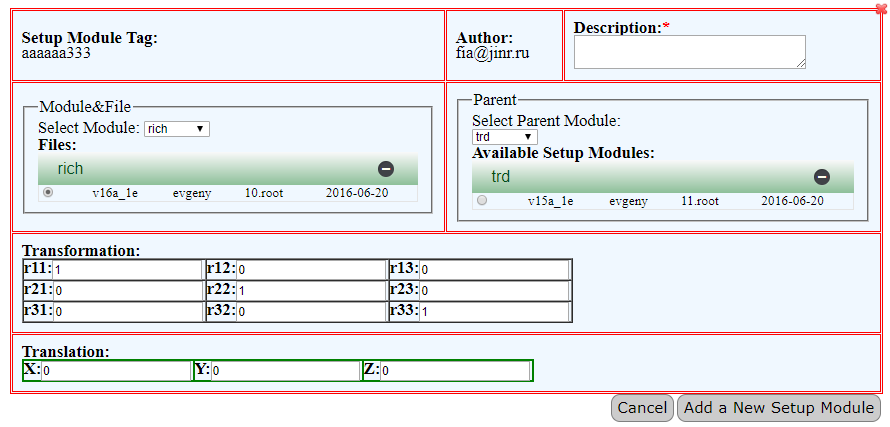 Setup Module Tag:
aaaaaa333
Author:
fia@jinr.ru
Description:*
Module&File
Select Module: rich
Files:
rich
v16a_1e evgeny 10.root 2016-06-20
Parent
Select Parent Module:
trd
Available Setup Modules:
trd
v15a_1e evgeny 11.root 2016-06-20
Transformation:
r11: 1 r12: 0 r13: 0
r21: 0 r22: 1 r23: 0
r31: 0 r32: 0 r33: 1
Translation:
X: 0 Y: 0 Z: 0
Cancel Add a New Setup Module